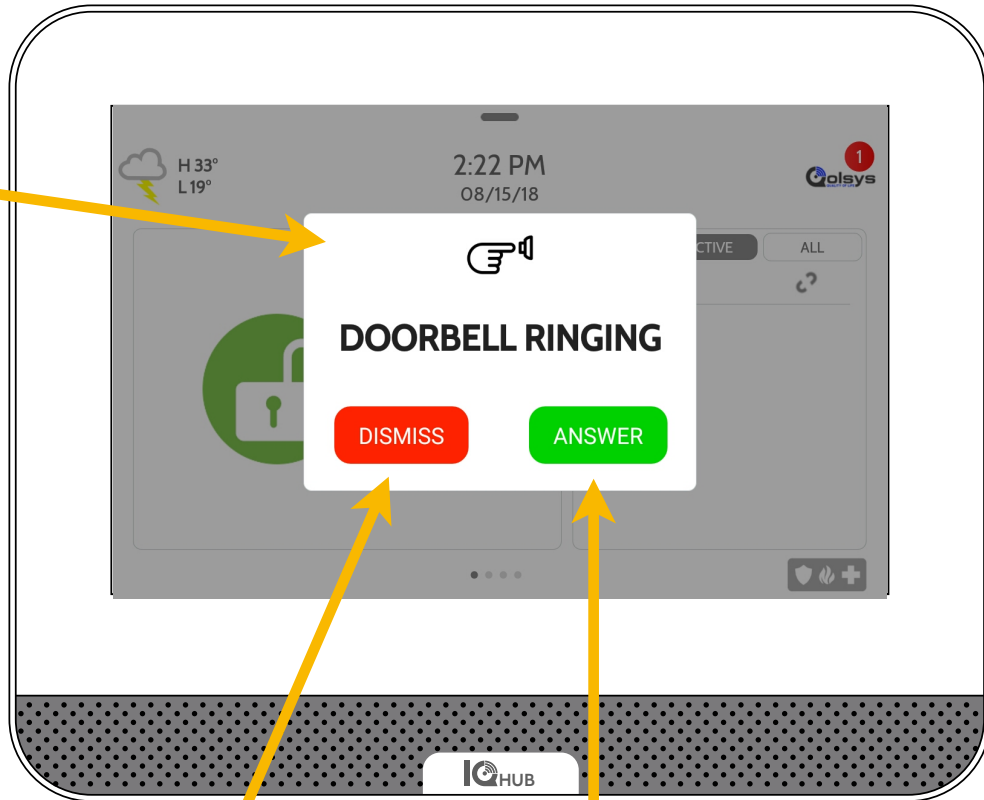 H 33°
L 19°
2:22 PM
08/15/18
1
Qolsys
CTIVE
ALL
DOORBELL RINGING
DISMISS
ANSWER
IQ HUB